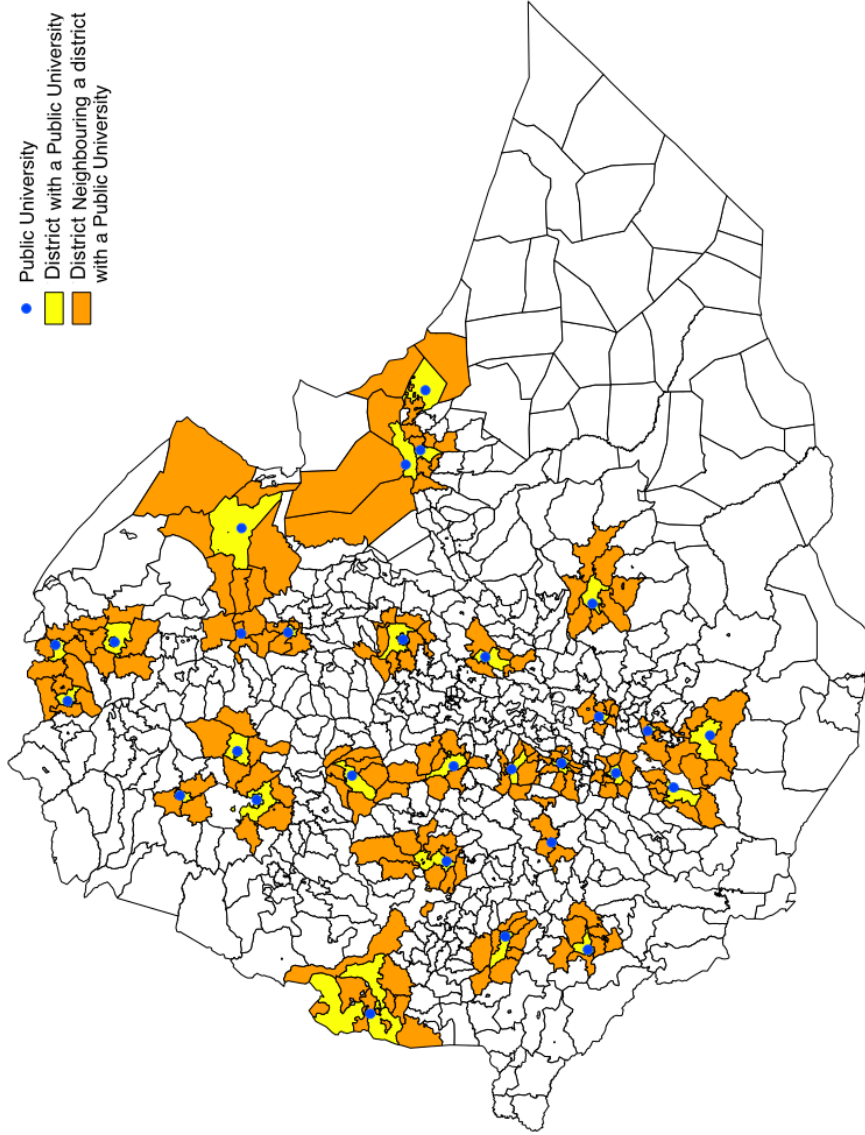 Public University
District with a Public University
District Neighbouring a district
with a Public University